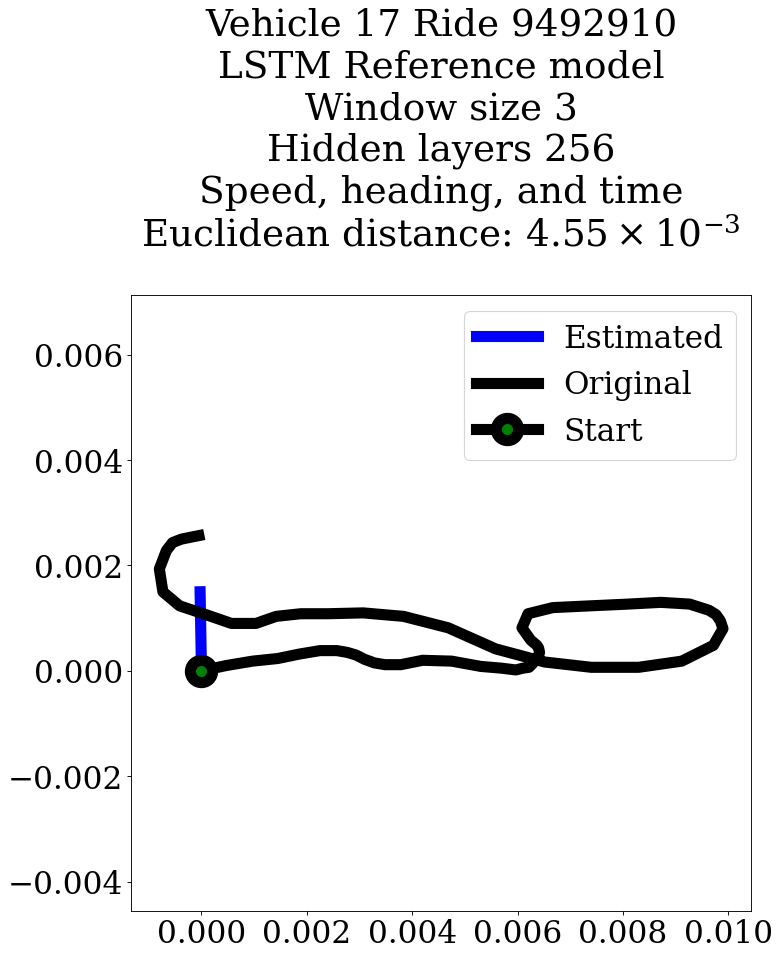 Vehicle 17 Ride 9492910
LSTM Reference model
Window size 3
Hidden layers 256
Speed, heading, and time
Euclidean distance: 4.55 × 10⁻³
Estimated
Original
Start
0.006
0.004
0.002
0.000
−0.002
−0.004
0.000 0.002 0.004 0.006 0.008 0.010